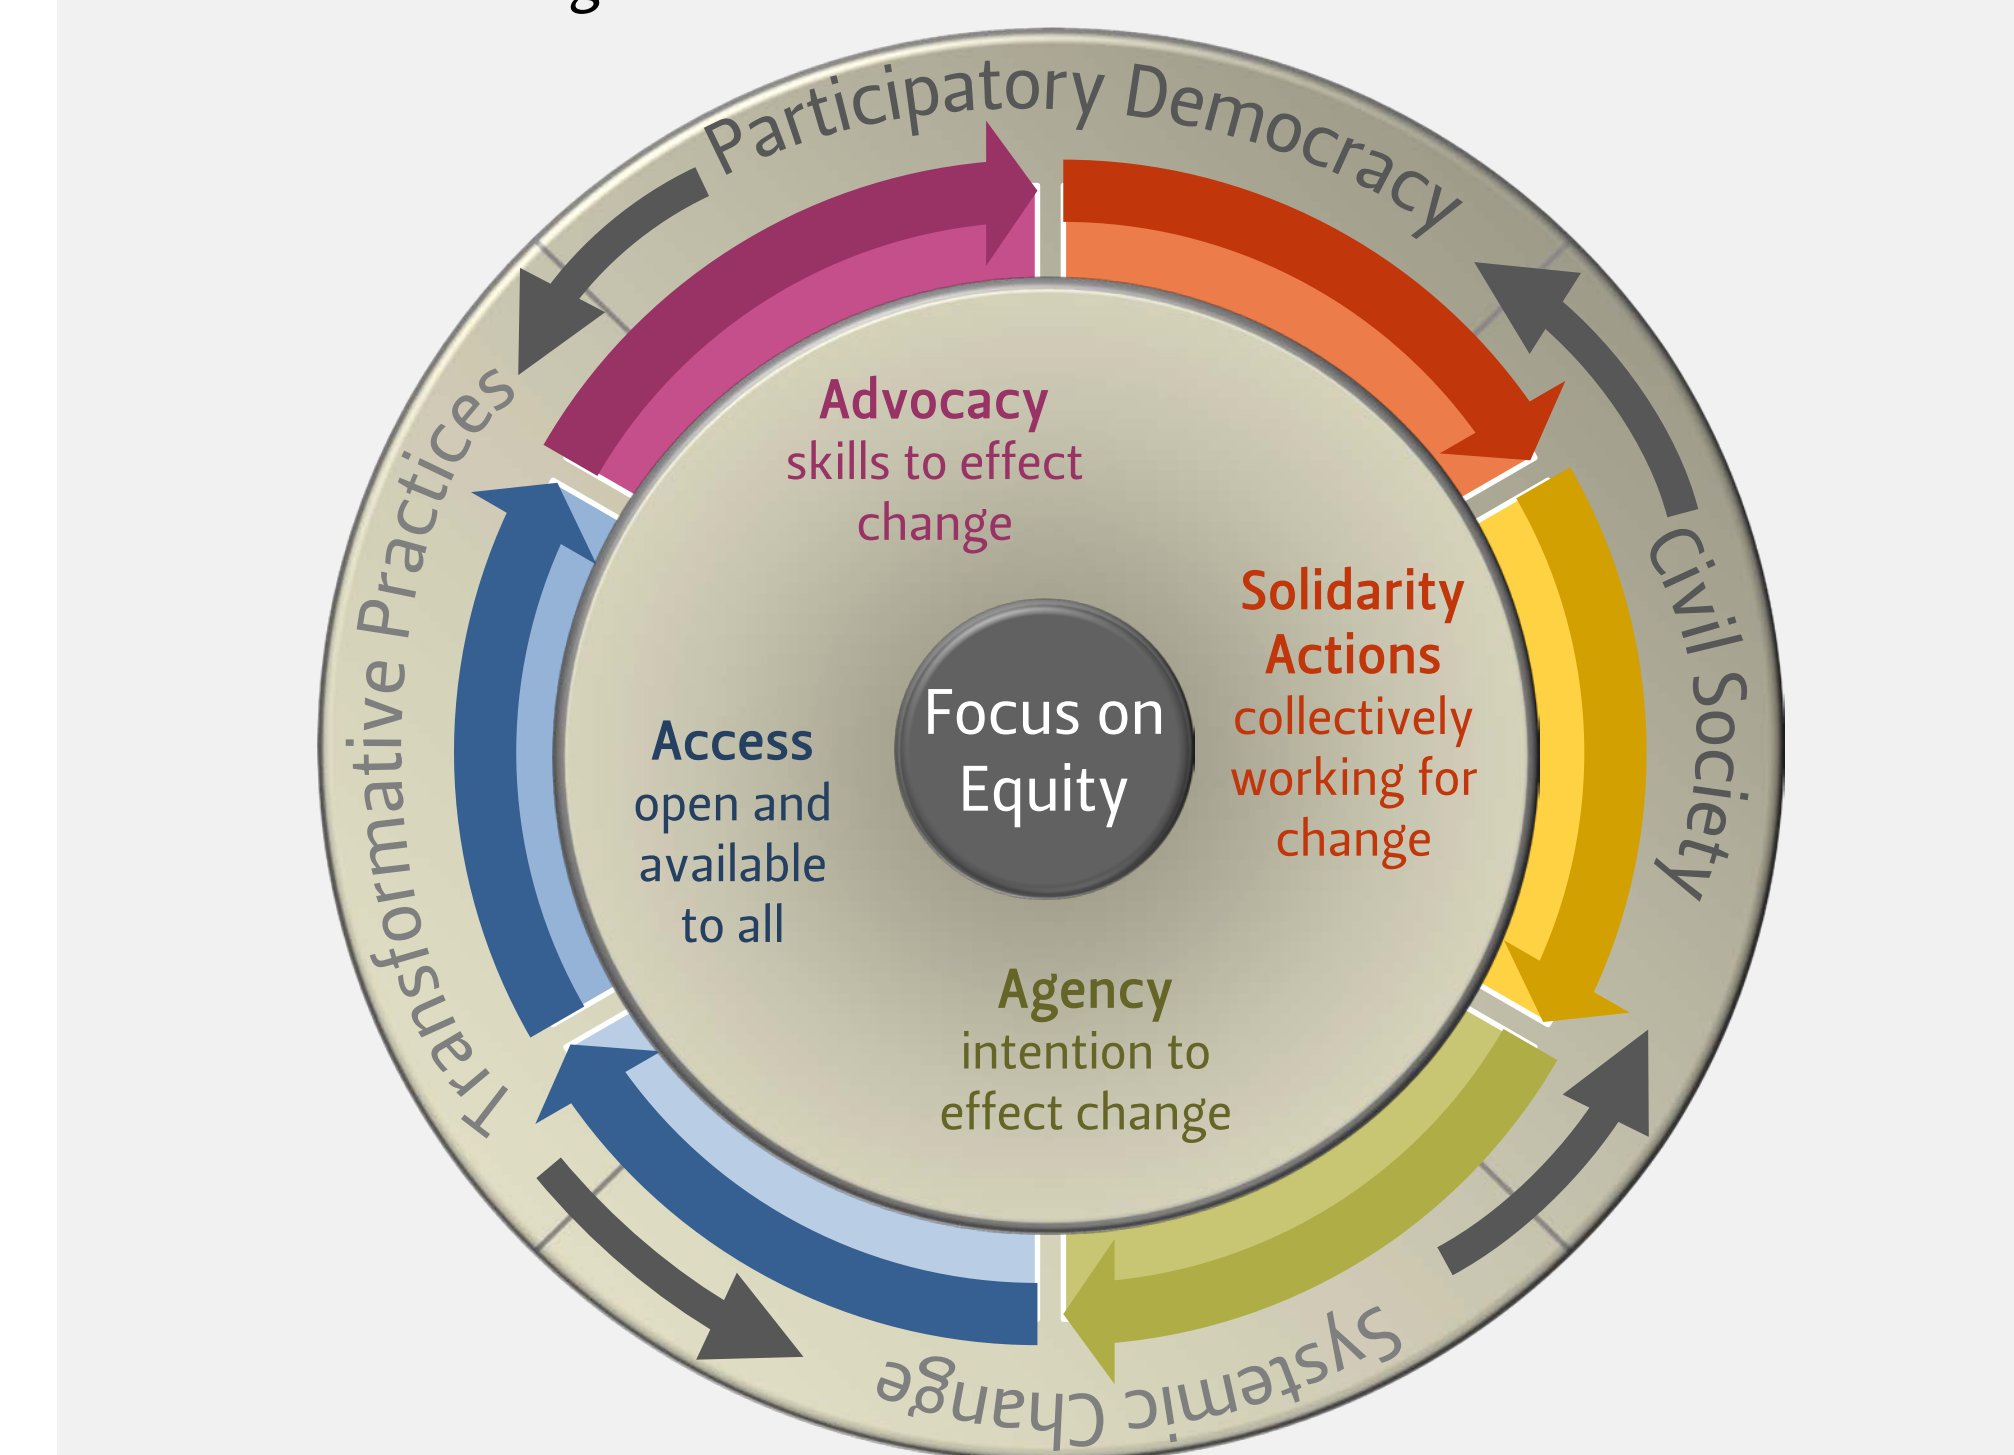 g
Participatory Democracy
Civil Society
Systemic Change
Transformative Practices
Advocacy
skills to effect
change
Solidarity
Actions
collectively
working for
change
Agency
intention to
effect change
Access
open and
available
to all
Focus on
Equity